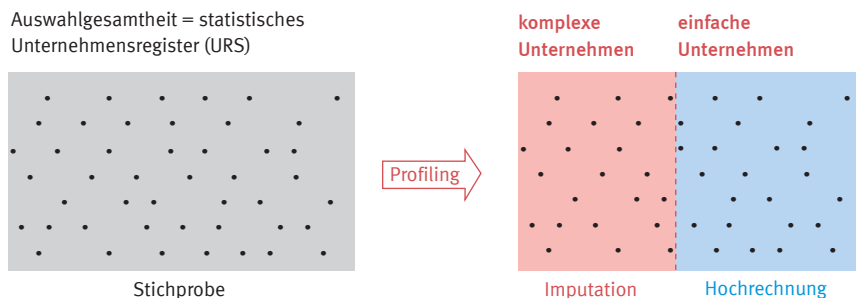 Auswahlgesamtheit = statistisches
Unternehmensregister (URS)
komplexe
Unternehmen
einfache
Unternehmen
Profiling
Stichprobe
Imputation
Hochrechnung